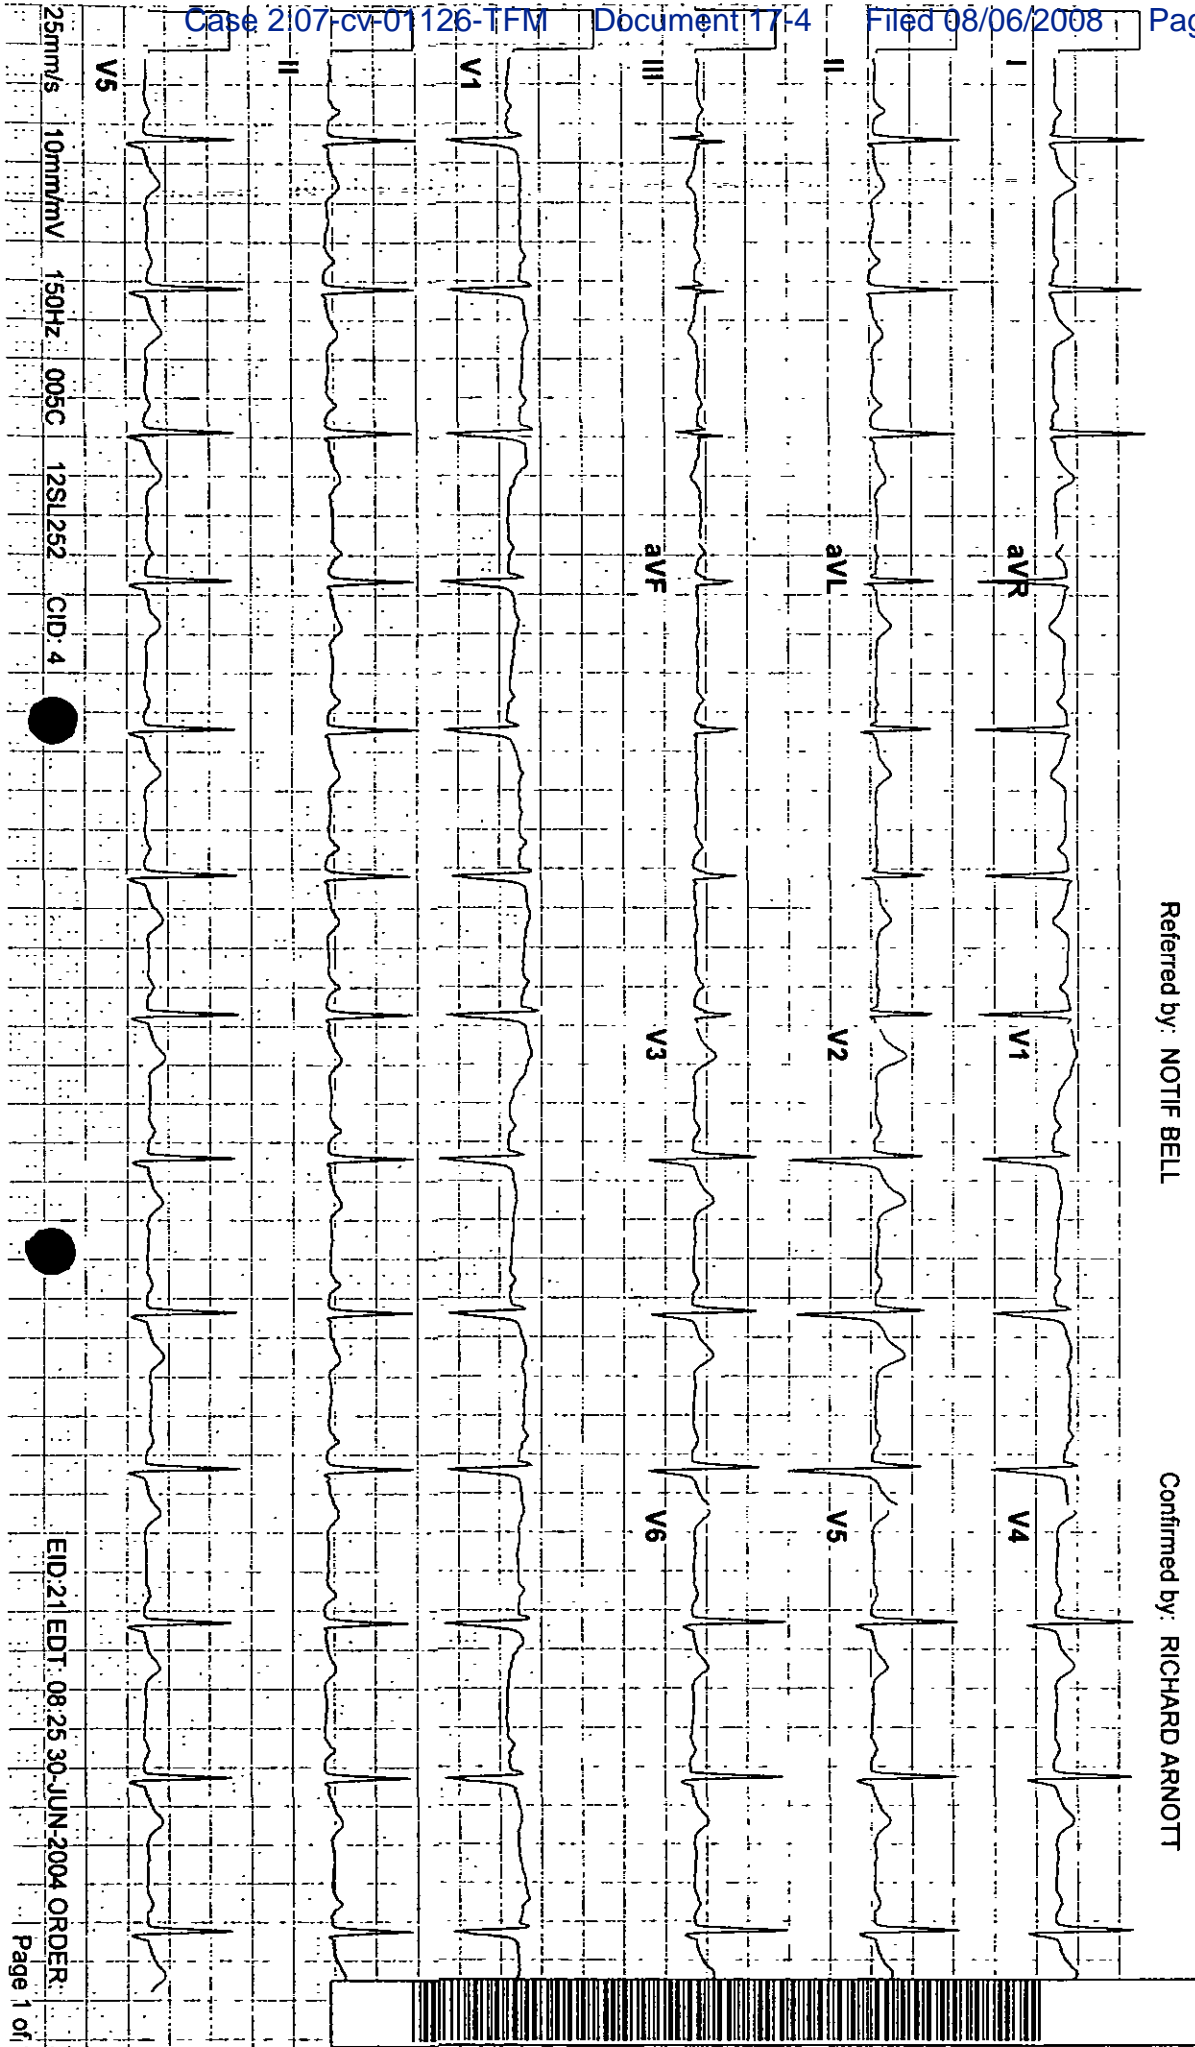 Case 2:07-cv-01126-TFM Document 17-4 Filed 08/06/2008 Pag
Referred by: NOTIF BELL Confirmed by: RICHARD ARNOTT
I aVR V1 V4
II aVL V2 V5
III aVF V3 V6
V1
II
V5
25mm/s 10mm/mV 150Hz 005C 12SL252 CID: 4 EID:21 EDT: 08:25 30-JUN-2004 ORDER:
Page 1 of